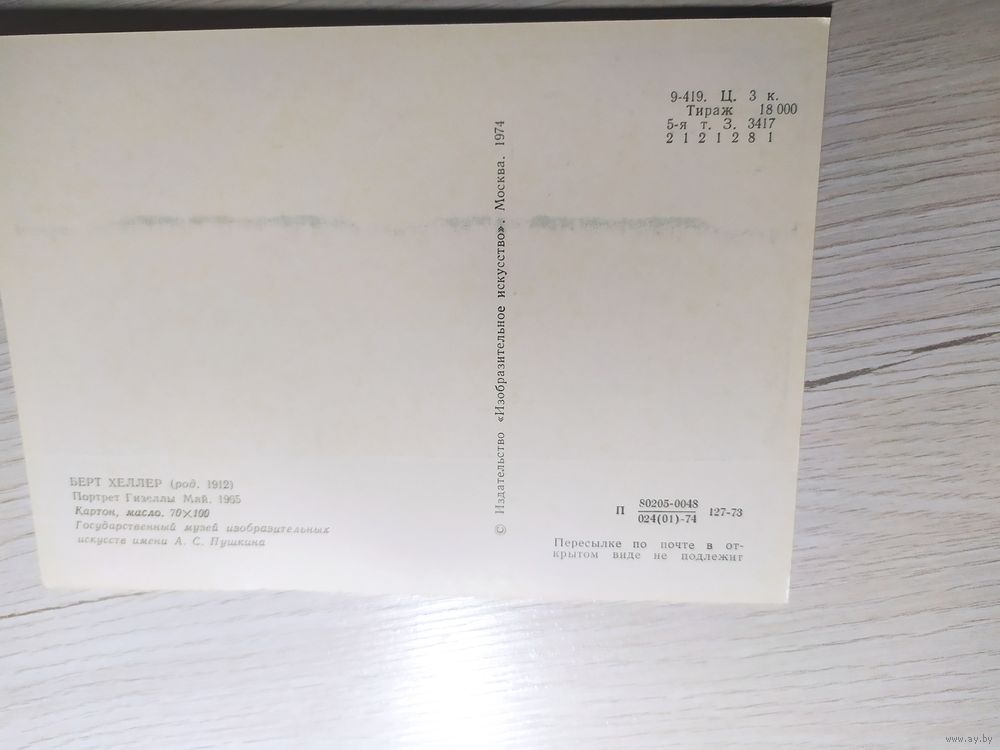 9-419. Ц. 3 к.
Тираж 18 000
5-я т. З. 3417
2 1 2 1 2 8 1
© Издательство «Изобразительное искусство». Москва. 1974
БЕРТ ХЕЛЛЕР (род. 1912)
Портрет Гизеллы Май. 1965
Картон, масло. 70×100
Государственный музей изобразительных
искусств имени А. С. Пушкина
П 80205-0048
024(01)-74 127-73
Пересылке по почте в от-
крытом виде не подлежит
www.ay.by